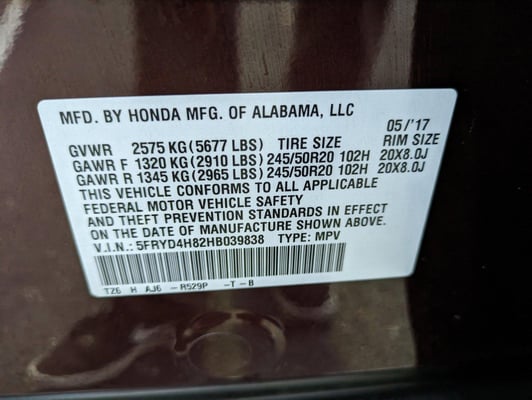 MFD. BY HONDA MFG. OF ALABAMA, LLC 05/'17
GVWR 2575 KG (5677 LBS) TIRE SIZE RIM SIZE
GAWR F 1320 KG (2910 LBS) 245/50R20 102H 20X8.0J
GAWR R 1345 KG (2965 LBS) 245/50R20 102H 20X8.0J
THIS VEHICLE CONFORMS TO ALL APPLICABLE
FEDERAL MOTOR VEHICLE SAFETY
AND THEFT PREVENTION STANDARDS IN EFFECT
ON THE DATE OF MANUFACTURE SHOWN ABOVE.
V.I.N.: 5FRYD4H82HB039838 TYPE: MPV
TZ6 H AJ6 -R529P -T-B